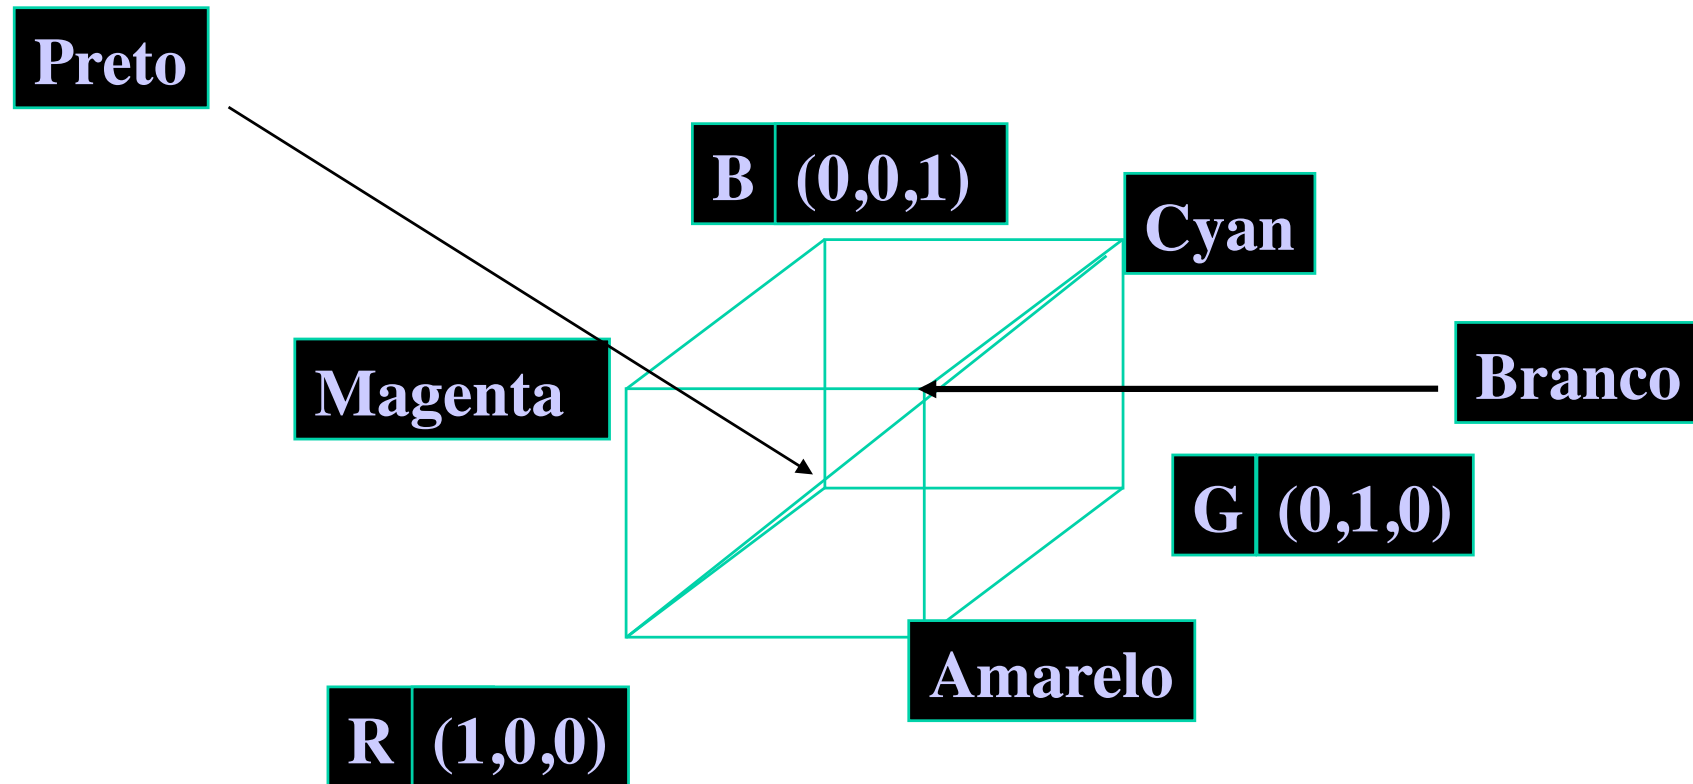 Preto
B (0,0,1)
Cyan
Magenta
Branco
G (0,1,0)
Amarelo
R (1,0,0)